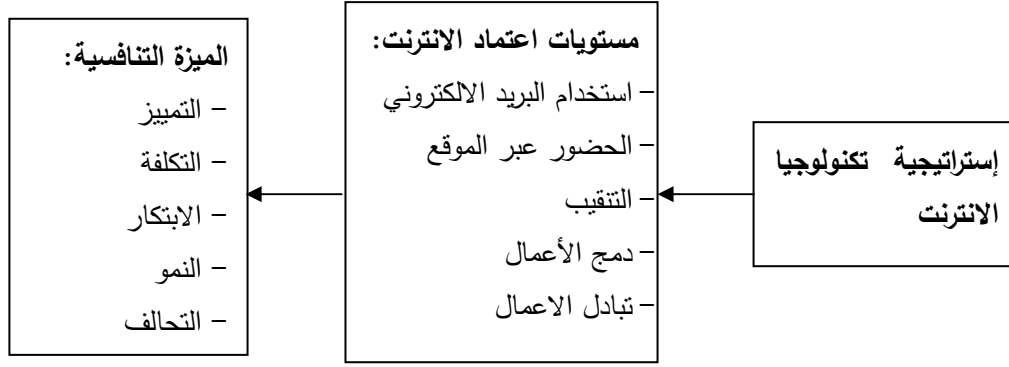 إستراتيجية تكنولوجيا
الانترنت
مستويات اعتماد الانترنت:
- استخدام البريد الالكتروني
- الحضور عبر الموقع
- التنقيب
- دمج الأعمال
- تبادل الاعمال
الميزة التنافسية:
- التمييز
- التكلفة
- الابتكار
- النمو
- التحالف